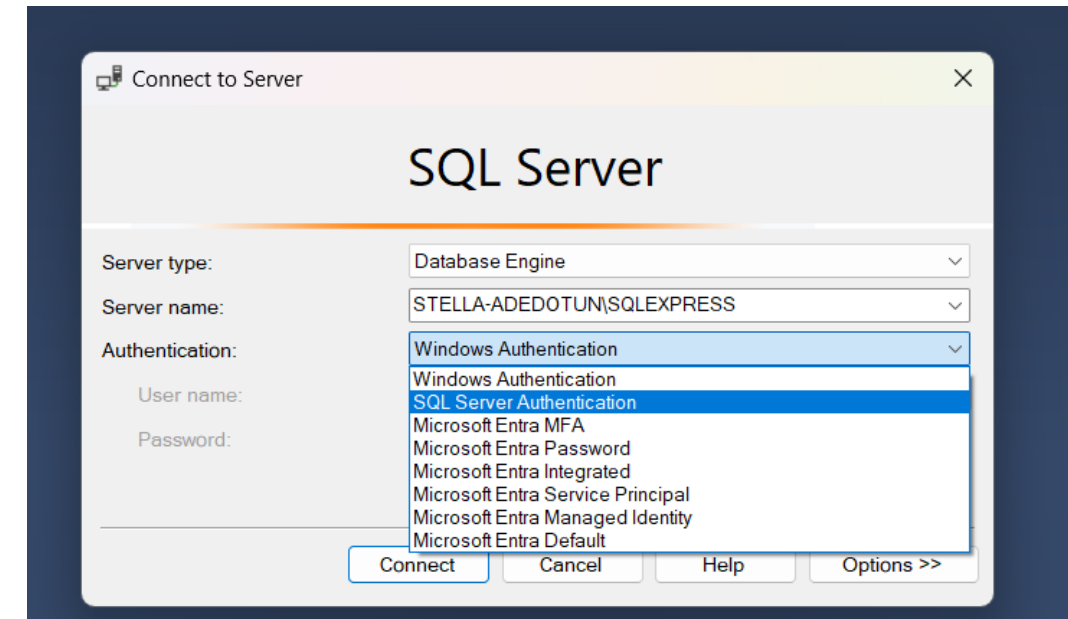 Connect to Server
SQL Server
Server type:
Database Engine
Server name:
STELLA-ADEDOTUN\SQLEXPRESS
Authentication:
Windows Authentication
Windows Authentication
User name:
SQL Server Authentication
Microsoft Entra MFA
Password:
Microsoft Entra Password
Microsoft Entra Integrated
Microsoft Entra Service Principal
Microsoft Entra Managed Identity
Microsoft Entra Default
Connect
Cancel
Help
Options >>